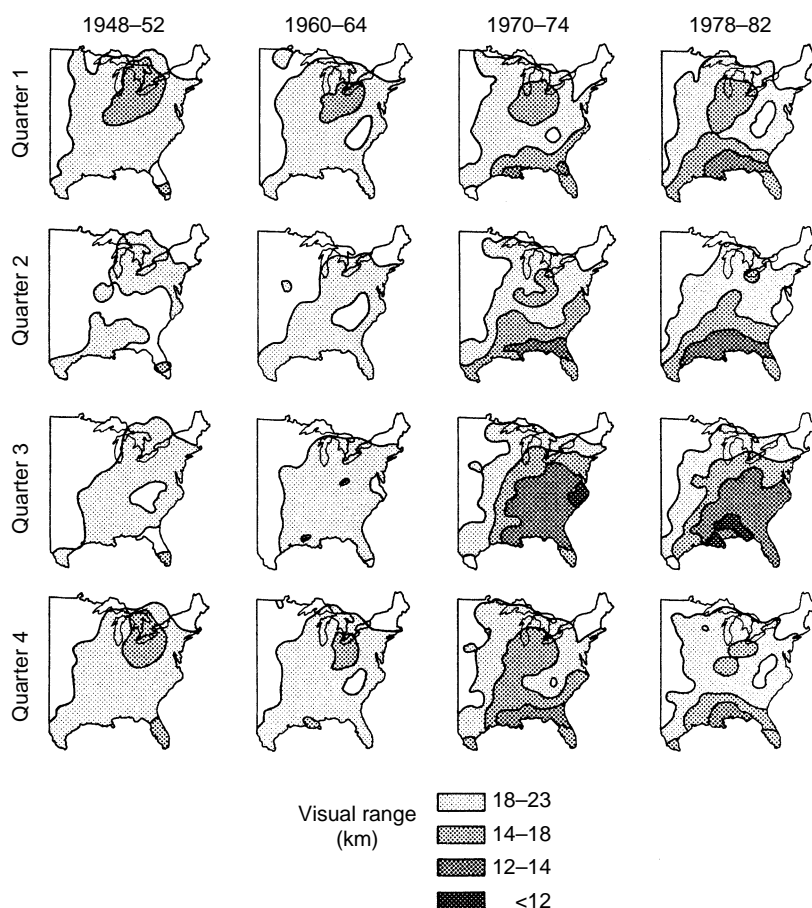 1948–52 1960–64 1970–74 1978–82
Quarter 1
Quarter 2
Quarter 3
Quarter 4
Visual range
(km)
18–23
14–18
12–14
<12